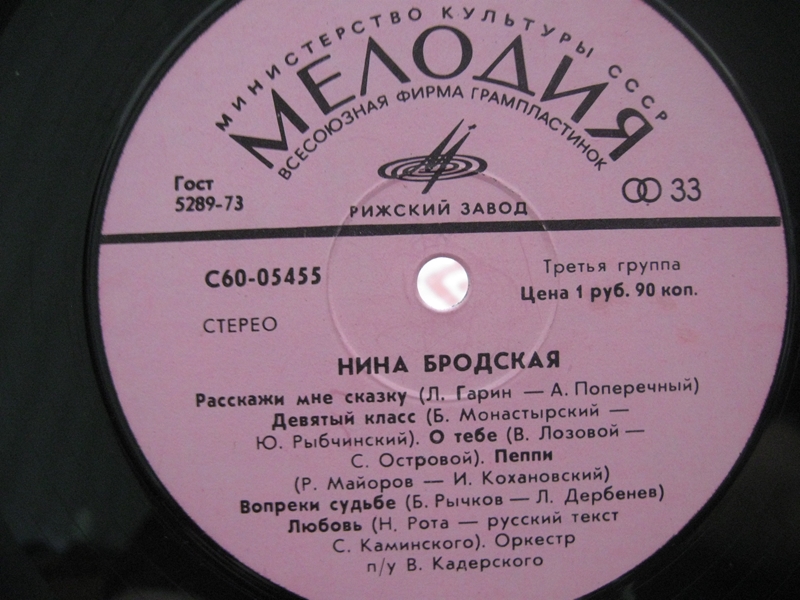 МИНИСТЕРСТВО КУЛЬТУРЫ СССР
МЕЛОДИЯ
ВСЕСОЮЗНАЯ ФИРМА ГРАМПЛАСТИНОК
РИЖСКИЙ ЗАВОД
Гост
5289-73
33
С60-05455
СТЕРЕО
Третья группа
Цена 1 руб. 90 коп.
НИНА БРОДСКАЯ
Расскажи мне сказку (Л. Гарин — А. Поперечный)
Девятый класс (Б. Монастырский —
Ю. Рыбчинский). О тебе (В. Лозовой —
С. Островой). Пеппи
(Р. Майоров — И. Кохановский)
Вопреки судьбе (Б. Рычков — Л. Дербенев)
Любовь (Н. Рота — русский текст
С. Каминского). Оркестр
п/у В. Кадерского